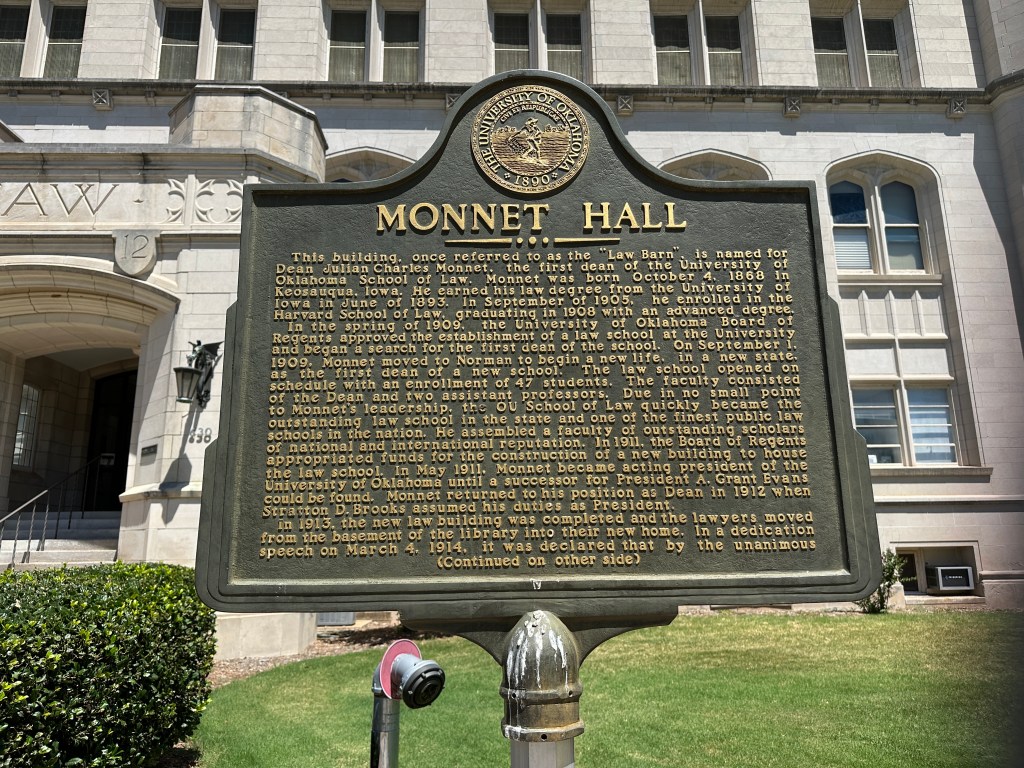 THE UNIVERSITY OF OKLAHOMA
CIVI ET REIPUBLICAE
1890
MONNET HALL
This building, once referred to as the "Law Barn", is named for
Dean Julian Charles Monnet, the first dean of the University of
Oklahoma School of Law. Monnet was born October 4, 1868 in
Keosauqua, Iowa. He earned his law degree from the University of
Iowa in June of 1893. In September of 1905, he enrolled in the
Harvard School of Law, graduating in 1908 with an advanced degree.
In the spring of 1909, the University of Oklahoma Board of
Regents approved the establishment of a law school at the University
and began a search for the first dean of the school. On September 1,
1909, Monnet moved to Norman to begin a new life, in a new state,
as the first dean of a new school. The law school opened on
schedule with an enrollment of 47 students. The faculty consisted
of the Dean and two assistant professors. Due in no small point
to Monnet's leadership, the OU School of Law quickly became the
outstanding law school in the state and one of the finest public law
schools in the nation. He assembled a faculty of outstanding scholars
of national and international reputation. In 1911, the Board of Regents
appropriated funds for the construction of a new building to house
the law school. In May 1911, Monnet became acting president of the
University of Oklahoma until a successor for President A. Grant Evans
could be found. Monnet returned to his position as Dean in 1912 when
Stratton D. Brooks assumed his duties as President.
In 1913, the new law building was completed and the lawyers moved
from the basement of the library into their new home. In a dedication
speech on March 4, 1914, it was declared that by the unanimous
(Continued on other side)
AW
12